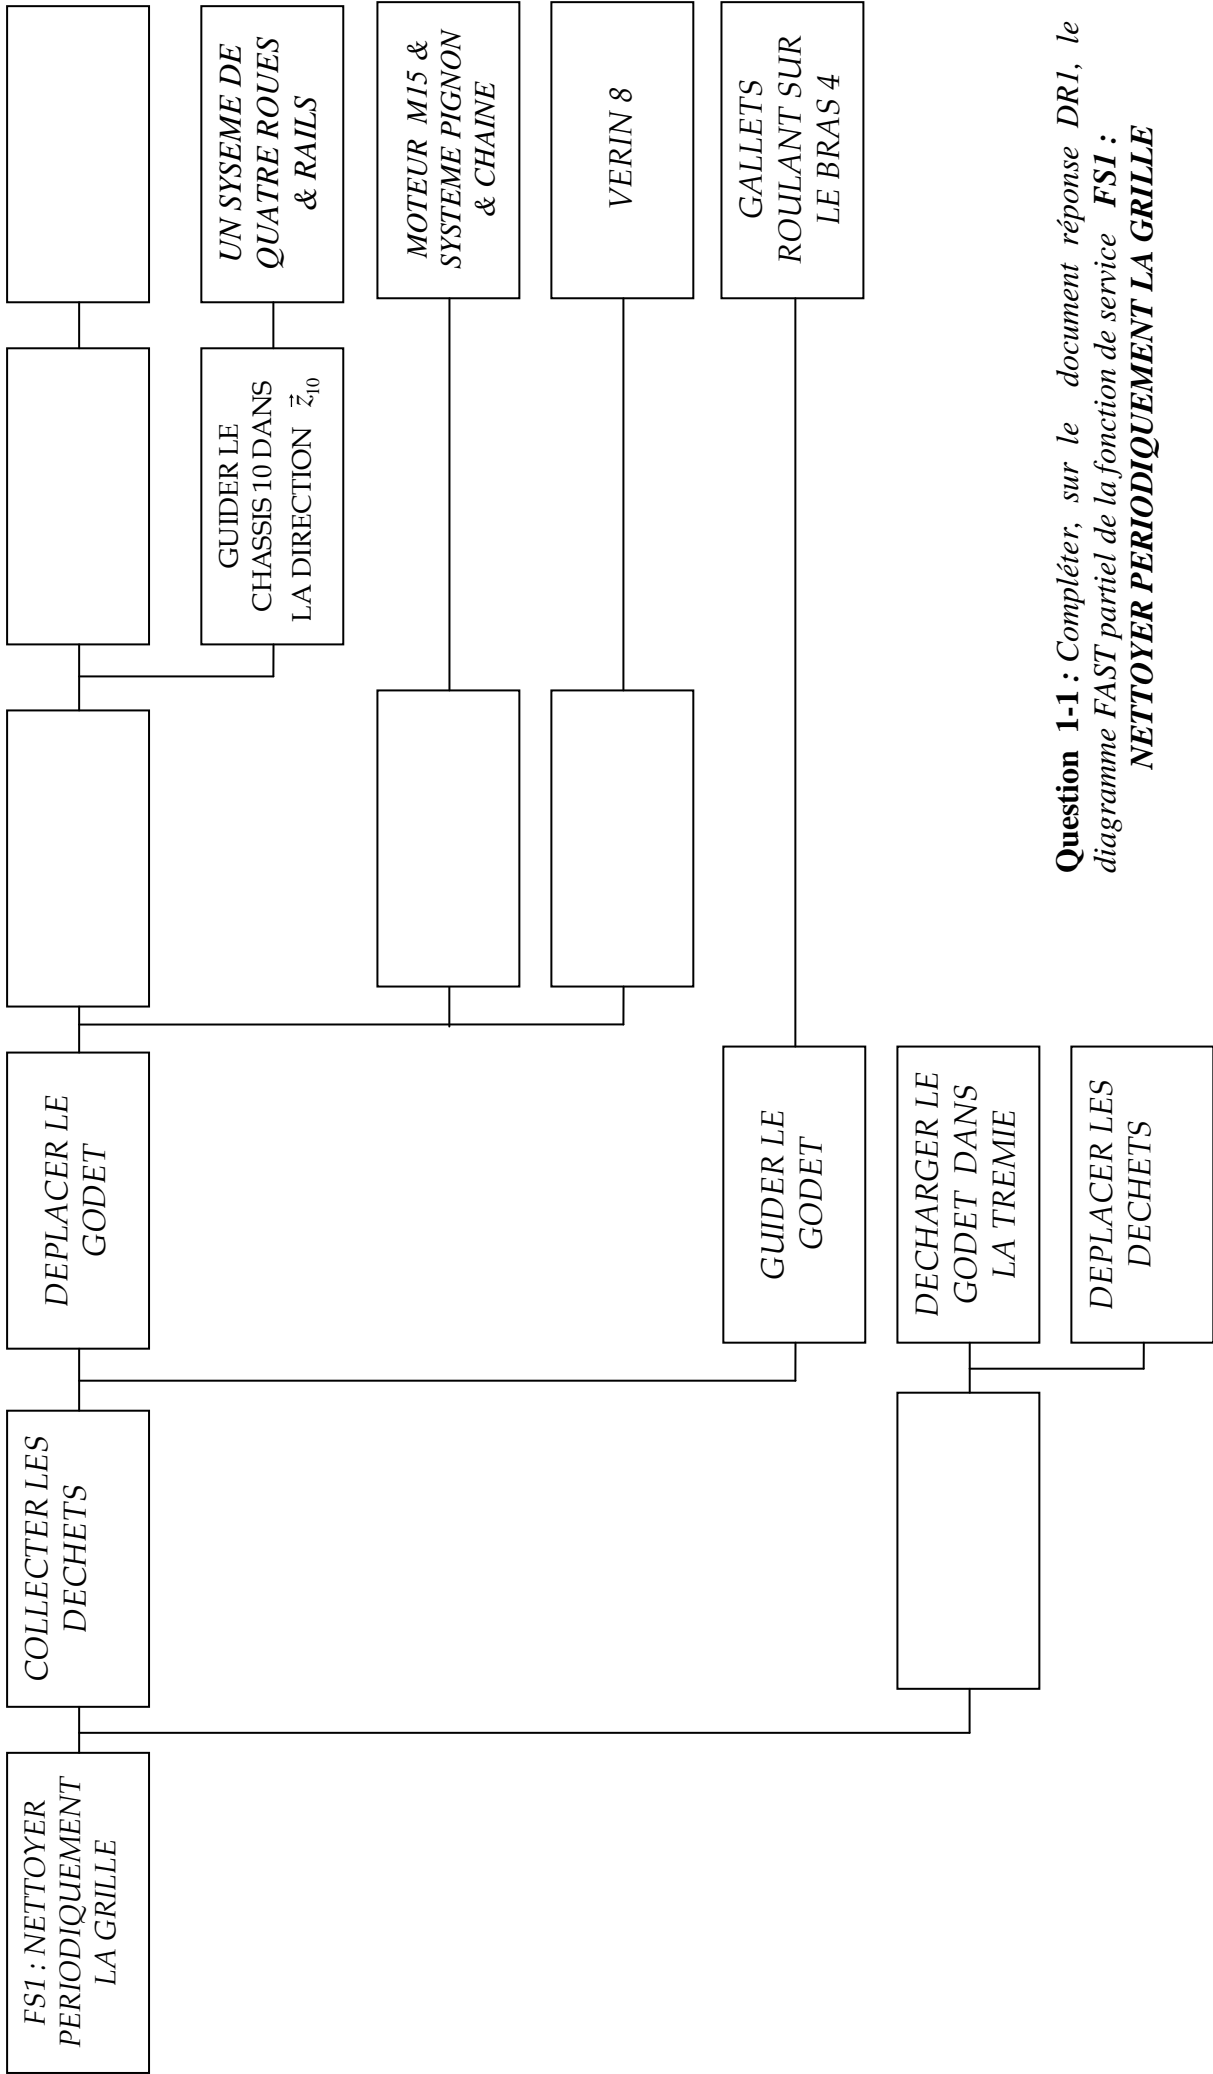 FS1 : NETTOYER
PERIODIQUEMENT
LA GRILLE
COLLECTER LES
DECHETS
DEPLACER LE
GODET
GUIDER LE
CHASSIS 10 DANS
LA DIRECTION z⃗₁₀
UN SYSEME DE
QUATRE ROUES
& RAILS
MOTEUR M15 &
SYSTEME PIGNON
& CHAINE
VERIN 8
GUIDER LE
GODET
GALLETS
ROULANT SUR
LE BRAS 4
DECHARGER LE
GODET DANS
LA TREMIE
DEPLACER LES
DECHETS
Question 1-1 : Compléter, sur le document réponse DR1, le
diagramme FAST partiel de la fonction de service FS1 :
NETTOYER PERIODIQUEMENT LA GRILLE